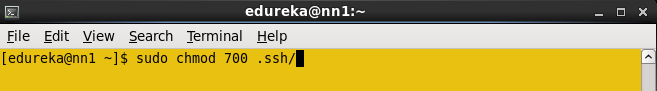 edureka@nn1:~
File Edit View Search Terminal Help
[edureka@nn1 ~]$ sudo chmod 700 .ssh/